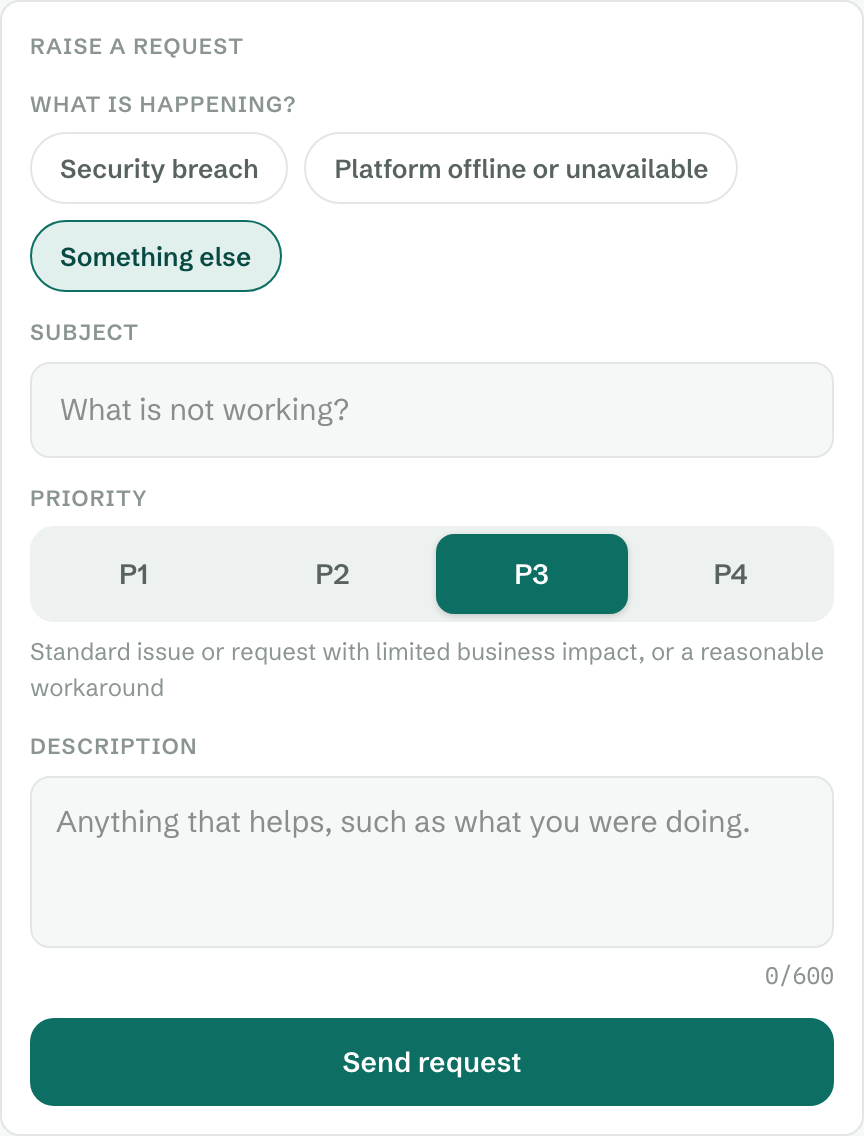 RAISE A REQUEST
WHAT IS HAPPENING?
Security breach
Platform offline or unavailable
Something else
SUBJECT
What is not working?
PRIORITY
P1
P2
P3
P4
Standard issue or request with limited business impact, or a reasonable
workaround
DESCRIPTION
Anything that helps, such as what you were doing.
0/600
Send request